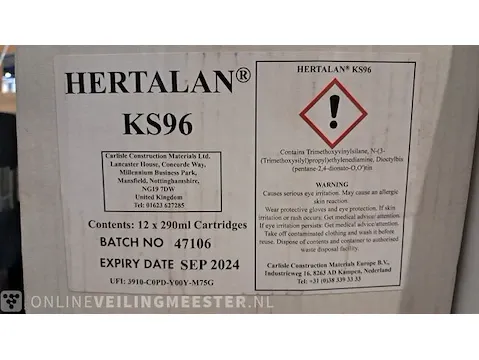 HERTALAN®
KS96
Carlisle Construction Materials Ltd.
Lancaster House, Concorde Way,
Millennium Business Park,
Mansfield, Nottinghamshire,
NG19 7DW
United Kingdom
Tel: 01623 627285
Contents: 12 x 290ml Cartridges
BATCH NO 47106
EXPIRY DATE SEP 2024
UFI: 3910-C0PD-Y00Y-M75G
HERTALAN® KS96
Contains Trimethoxyvinylsilane, N-(3-
(Trimethoxysilyl)propyl)ethylenediamine, Dioctylbis
(pentane-2,4-dionato-O,O')tin
WARNING
Causes serious eye irritation. May cause an allergic
skin reaction.
Wear protective gloves and eye protection. If skin
irritation or rash occurs: Get medical advice/attention.
If eye irritation persists: Get medical advice/attention.
Take off contaminated clothing and wash it before
reuse. Dispose of contents and container to authorised
waste disposal facility.
Carlisle Construction Materials Europe B.V.,
Industrieweg 16, 8263 AD Kampen, Nederland
Tel: +31 (0)38 339 33 33
ONLINEVEILINGMEESTER.NL